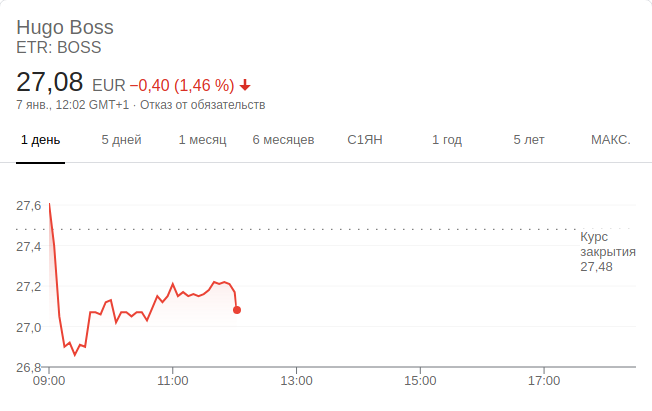 Hugo Boss
ETR: BOSS
27,08 EUR −0,40 (1,46 %)
7 янв., 12:02 GMT+1 · Отказ от обязательств
1 день 5 дней 1 месяц 6 месяцев С1ЯН 1 год 5 лет МАКС.
27,6
Курс
закрытия
27,48
27,4
27,2
27,0
26,8
09:00 11:00 13:00 15:00 17:00